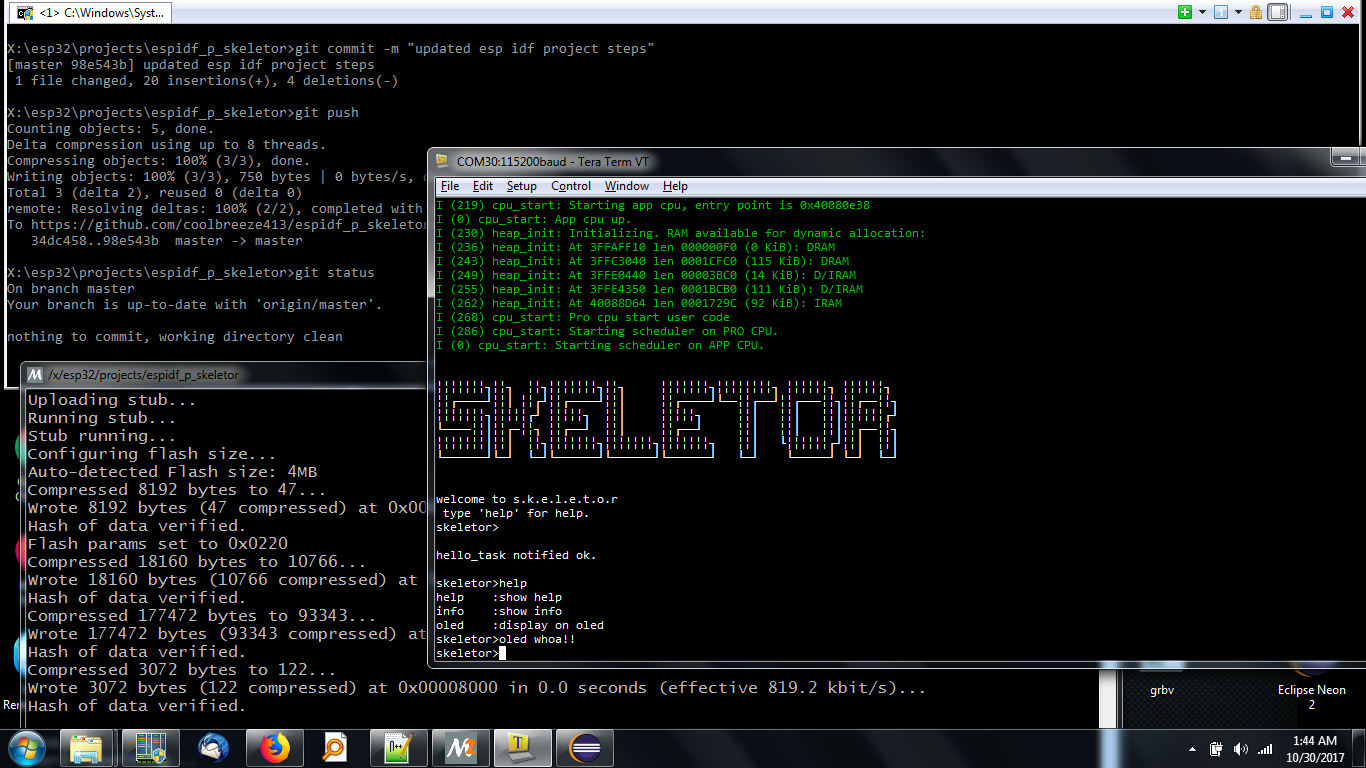 <1> C:\Windows\Syst...
X:\esp32\projects\espidf_p_skeletor>git commit -m "updated esp idf project steps"
[master 98e543b] updated esp idf project steps
1 file changed, 20 insertions(+), 4 deletions(-)
X:\esp32\projects\espidf_p_skeletor>git push
Counting objects: 5, done.
Delta compression using up to 8 threads.
Compressing objects: 100% (3/3), done.
Writing objects: 100% (3/3), 750 bytes | 0 bytes/s,
Total 3 (delta 2), reused 0 (delta 0)
remote: Resolving deltas: 100% (2/2), completed with
To https://github.com/coolbreeze413/espidf_p_skeletor
34dc458..98e543b master -> master
X:\esp32\projects\espidf_p_skeletor>git status
On branch master
Your branch is up-to-date with 'origin/master'.
nothing to commit, working directory clean
/x/esp32/projects/espidf_p_skeletor
Uploading stub...
Running stub...
Stub running...
Configuring flash size...
Auto-detected Flash size: 4MB
Compressed 8192 bytes to 47...
Wrote 8192 bytes (47 compressed) at 0x00
Hash of data verified.
Flash params set to 0x0220
Compressed 18160 bytes to 10766...
Wrote 18160 bytes (10766 compressed) at
Hash of data verified.
Compressed 177472 bytes to 93343...
Wrote 177472 bytes (93343 compressed) at
Hash of data verified.
Compressed 3072 bytes to 122...
Wrote 3072 bytes (122 compressed) at 0x00008000 in 0.0 seconds (effective 819.2 kbit/s)...
Hash of data verified.
COM30:115200baud - Tera Term VT
File Edit Setup Control Window Help
I (219) cpu_start: Starting app cpu, entry point is 0x40080e38
I (0) cpu_start: App cpu up.
I (230) heap_init: Initializing. RAM available for dynamic allocation:
I (236) heap_init: At 3FFAFF10 len 000000F0 (0 KiB): DRAM
I (243) heap_init: At 3FFC3040 len 0001CFC0 (115 KiB): DRAM
I (249) heap_init: At 3FFE0440 len 00003BC0 (14 KiB): D/IRAM
I (255) heap_init: At 3FFE4350 len 0001BCB0 (111 KiB): D/IRAM
I (262) heap_init: At 40088D64 len 0001729C (92 KiB): IRAM
I (268) cpu_start: Pro cpu start user code
I (286) cpu_start: Starting scheduler on PRO CPU.
I (0) cpu_start: Starting scheduler on APP CPU.
SKELETOR
welcome to s.k.e.l.e.t.o.r
type 'help' for help.
skeletor>
hello_task notified ok.
skeletor>help
help :show help
info :show info
oled :display on oled
skeletor>oled whoa!!
skeletor>
grbv
Eclipse Neon
2
1:44 AM
10/30/2017